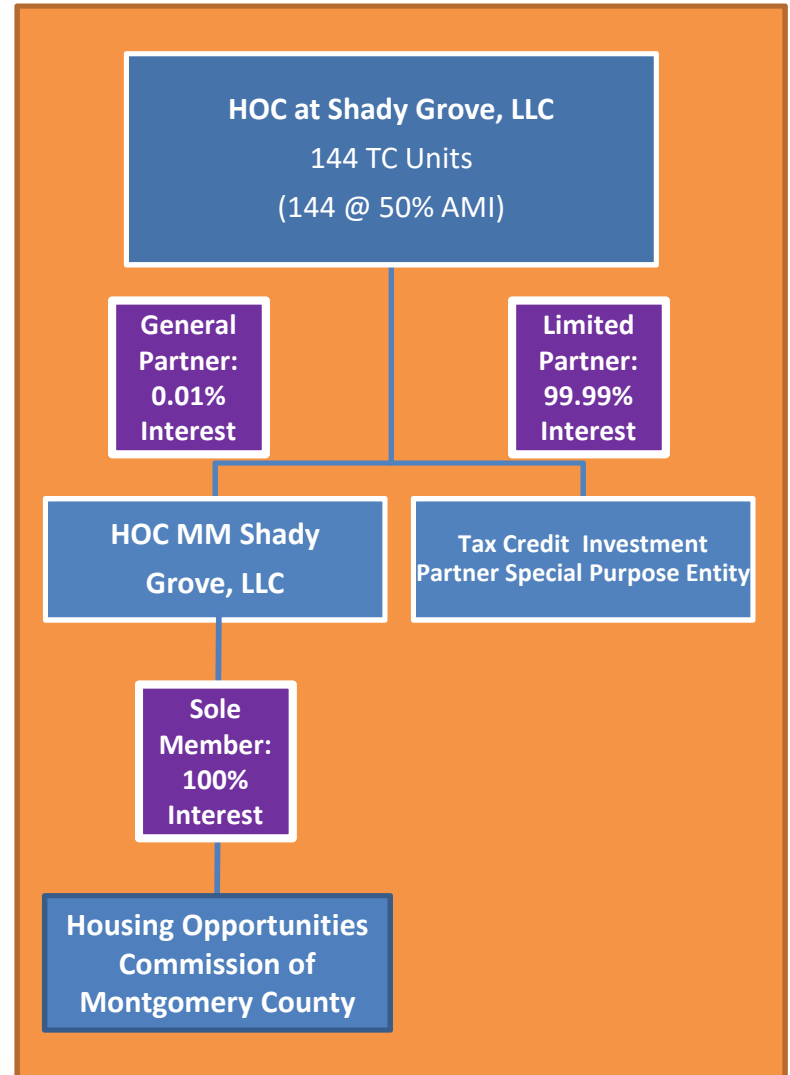 HOC at Shady Grove, LLC
144 TC Units
(144 @ 50% AMI)
General
Partner:
0.01%
Interest
Limited
Partner:
99.99%
Interest
HOC MM Shady
Grove, LLC
Tax Credit Investment
Partner Special Purpose Entity
Sole
Member:
100%
Interest
Housing Opportunities
Commission of
Montgomery County